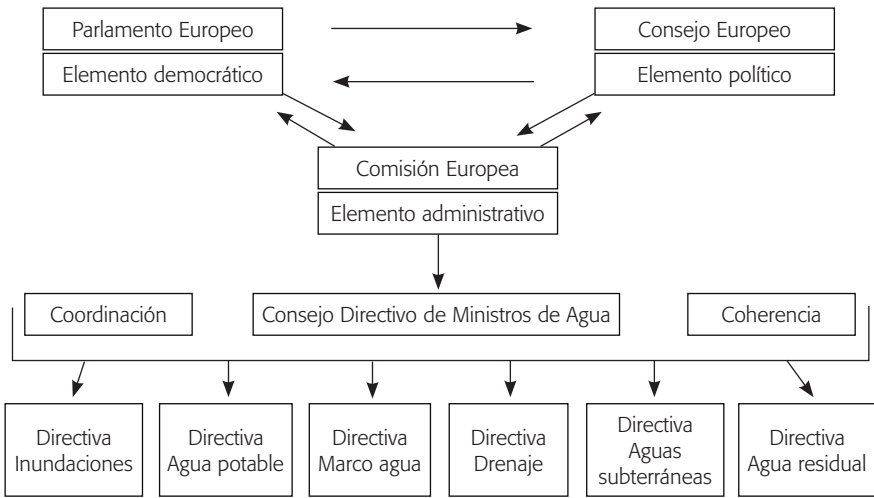 Parlamento Europeo
Consejo Europeo
Elemento democrático
Elemento político
Comisión Europea
Elemento administrativo
Coordinación
Consejo Directivo de Ministros de Agua
Coherencia
Directiva
Inundaciones
Directiva
Agua potable
Directiva
Marco agua
Directiva
Drenaje
Directiva
Aguas
subterráneas
Directiva
Agua residual